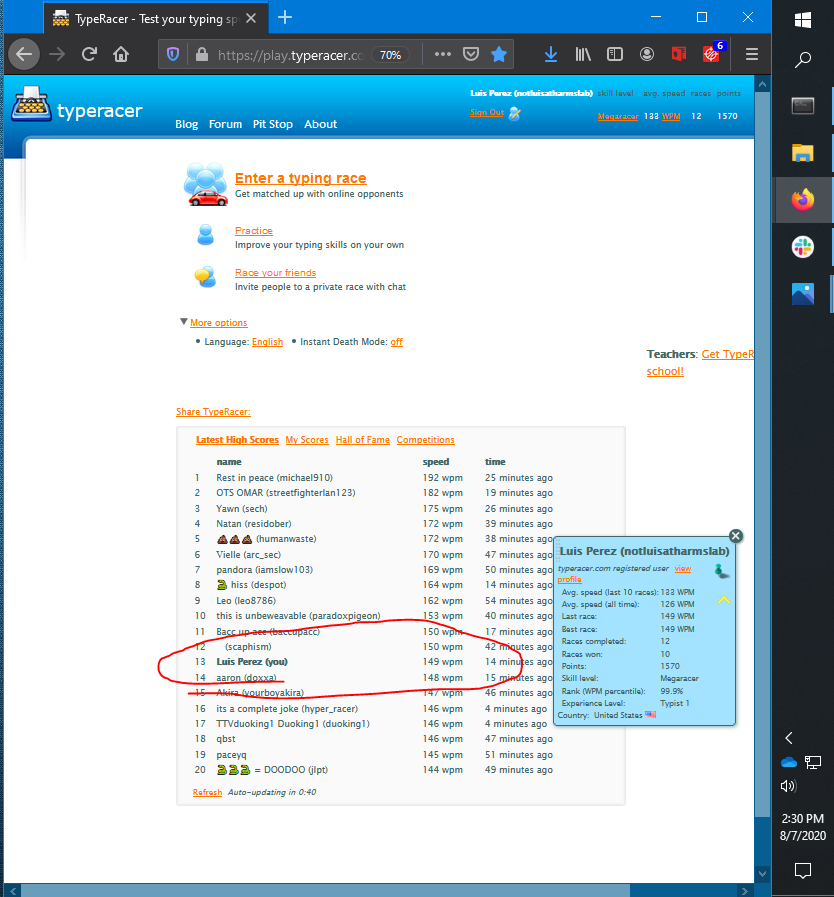 TypeRacer - Test your typing sp
https://play.typeracer.co 70%
6
typeracer
Luis Perez (notluisatharmslab) skill level avg. speed races points
Sign Out Megaracer 133 WPM 12 1570
Blog Forum Pit Stop About
Enter a typing race
Get matched up with online opponents
Practice
Improve your typing skills on your own
Race your friends
Invite people to a private race with chat
More options
Language: English Instant Death Mode: off
Teachers: Get TypeR
school!
Share TypeRacer:
Latest High Scores My Scores Hall of Fame Competitions
name speed time
1 Rest in peace (michael910) 192 wpm 25 minutes ago
2 OTS OMAR (streetfighterlan123) 182 wpm 19 minutes ago
3 Yawn (sech) 175 wpm 26 minutes ago
4 Natan (residober) 172 wpm 39 minutes ago
5 💩💩💩 (humanwaste) 172 wpm 38 minutes ago
6 Vielle (arc_sec) 170 wpm 47 minutes ago
7 pandora (iamslow103) 169 wpm 50 minutes ago
8 🐍 hiss (despot) 164 wpm 14 minutes ago
9 Leo (leo8786) 162 wpm 54 minutes ago
10 this is unbeweavable (paradoxpigeon) 153 wpm 40 minutes ago
11 Bacc up acc (baccupacc) 150 wpm 17 minutes ago
12 (scaphism) 150 wpm 42 minutes ago
13 Luis Perez (you) 149 wpm 14 minutes ago
14 aaron (doxxa) 148 wpm 15 minutes ago
15 Akira (yourboyakira) 147 wpm 46 minutes ago
16 its a complete joke (hyper_racer) 146 wpm 4 minutes ago
17 TTVduoking1 Duoking1 (duoking1) 146 wpm 4 minutes ago
18 qbst 146 wpm 47 minutes ago
19 paceyq 145 wpm 51 minutes ago
20 🐍🐍🐍 = DOODOO (jlpt) 144 wpm 49 minutes ago
Refresh Auto-updating in 0:40
Luis Perez (notluisatharmslab)
typeracer.com registered user view
profile
Avg. speed (last 10 races): 133 WPM
Avg. speed (all time): 126 WPM
Last race: 149 WPM
Best race: 149 WPM
Races completed: 12
Races won: 10
Points: 1570
Skill level: Megaracer
Rank (WPM percentile): 99.9%
Experience Level: Typist 1
Country: United States
2:30 PM
8/7/2020